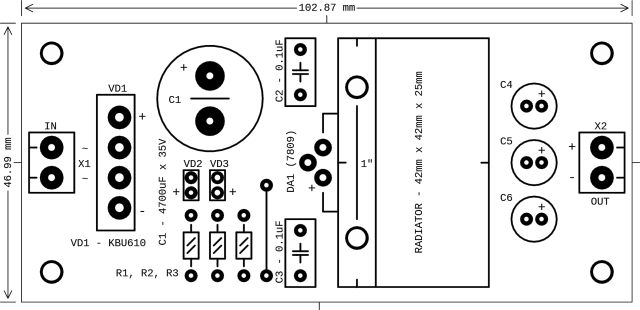 102.87 mm
46.99 mm
IN
X1
~
~
VD1
+
-
VD1 - KBU610
+
C1
C1 - 4700uF x 35V
VD2
VD3
+
+
R1, R2, R3
C2 - 0.1uF
DA1 (7809)
+
C3 - 0.1uF
1"
RADIATOR - 42mm x 42mm x 25mm
C4
+
C5
+
C6
+
X2
+
-
OUT